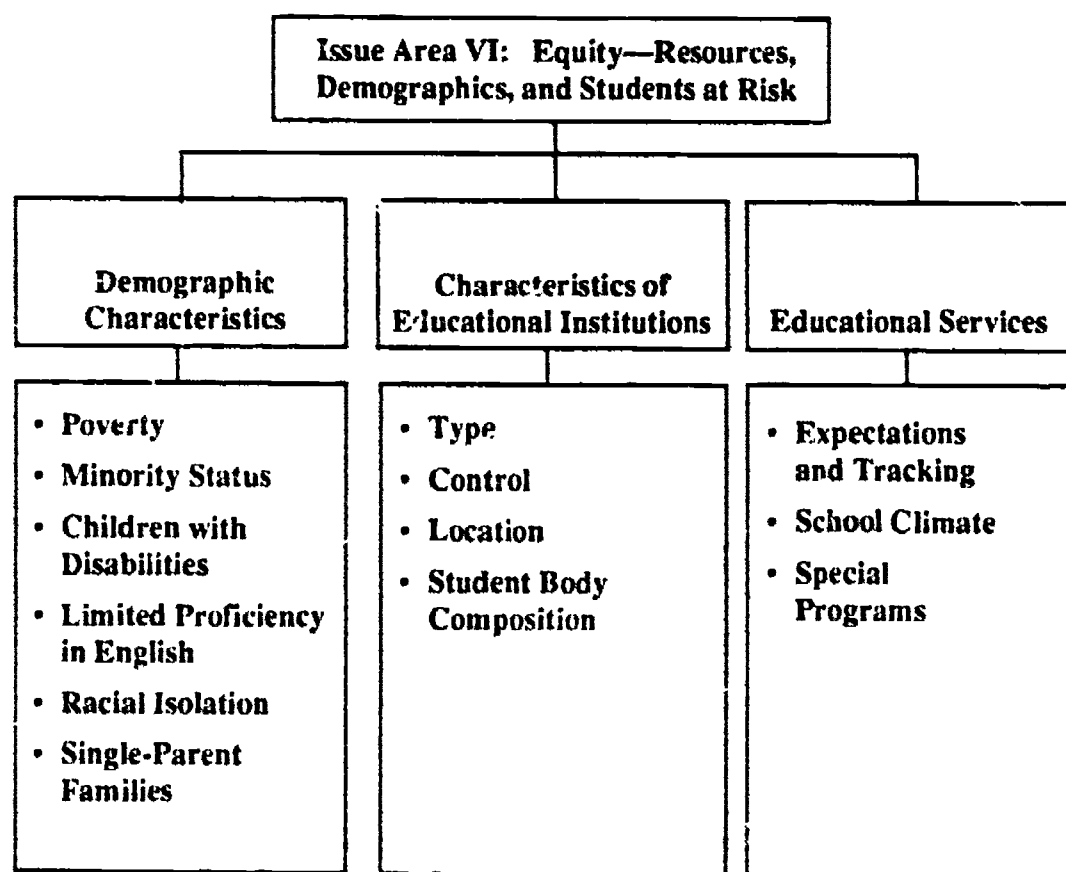 Issue Area VI: Equity—Resources,
Demographics, and Students at Risk
Demographic
Characteristics
• Poverty
• Minority Status
• Children with
Disabilities
• Limited Proficiency
in English
• Racial Isolation
• Single-Parent
Families
Characteristics of
Educational Institutions
• Type
• Control
• Location
• Student Body
Composition
Educational Services
• Expectations
and Tracking
• School Climate
• Special
Programs